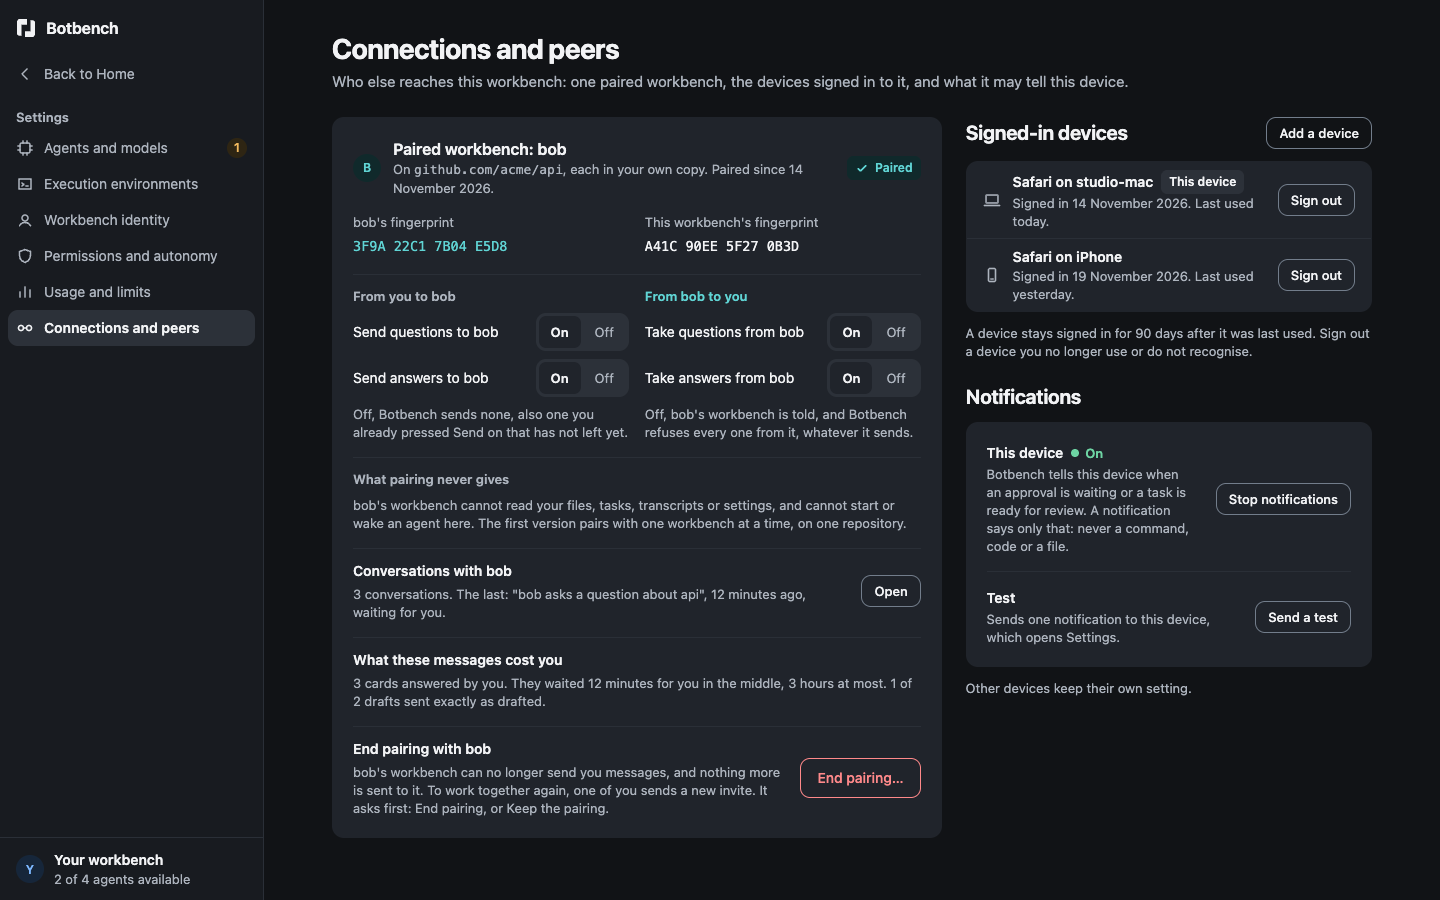 Botbench
Back to Home
Settings
Agents and models 1
Execution environments
Workbench identity
Permissions and autonomy
Usage and limits
Connections and peers
Y
Your workbench
2 of 4 agents available
Connections and peers
Who else reaches this workbench: one paired workbench, the devices signed in to it, and what it may tell this device.
B
Paired workbench: bob
On github.com/acme/api, each in your own copy. Paired since 14
November 2026.
Paired
bob's fingerprint
3F9A 22C1 7B04 E5D8
This workbench's fingerprint
A41C 90EE 5F27 0B3D
From you to bob
Send questions to bob On Off
Send answers to bob On Off
Off, Botbench sends none, also one you
already pressed Send on that has not left yet.
From bob to you
Take questions from bob On Off
Take answers from bob On Off
Off, bob's workbench is told, and Botbench
refuses every one from it, whatever it sends.
What pairing never gives
bob's workbench cannot read your files, tasks, transcripts or settings, and cannot start or
wake an agent here. The first version pairs with one workbench at a time, on one repository.
Conversations with bob
3 conversations. The last: "bob asks a question about api", 12 minutes ago,
waiting for you.
Open
What these messages cost you
3 cards answered by you. They waited 12 minutes for you in the middle, 3 hours at most. 1 of
2 drafts sent exactly as drafted.
End pairing with bob
bob's workbench can no longer send you messages, and nothing more
is sent to it. To work together again, one of you sends a new invite. It
asks first: End pairing, or Keep the pairing.
End pairing...
Signed-in devices
Add a device
Safari on studio-mac This device
Signed in 14 November 2026. Last used
today.
Sign out
Safari on iPhone
Signed in 19 November 2026. Last used
yesterday.
Sign out
A device stays signed in for 90 days after it was last used. Sign out
a device you no longer use or do not recognise.
Notifications
This device On
Botbench tells this device when
an approval is waiting or a task is
ready for review. A notification
says only that: never a command,
code or a file.
Stop notifications
Test
Sends one notification to this device,
which opens Settings.
Send a test
Other devices keep their own setting.